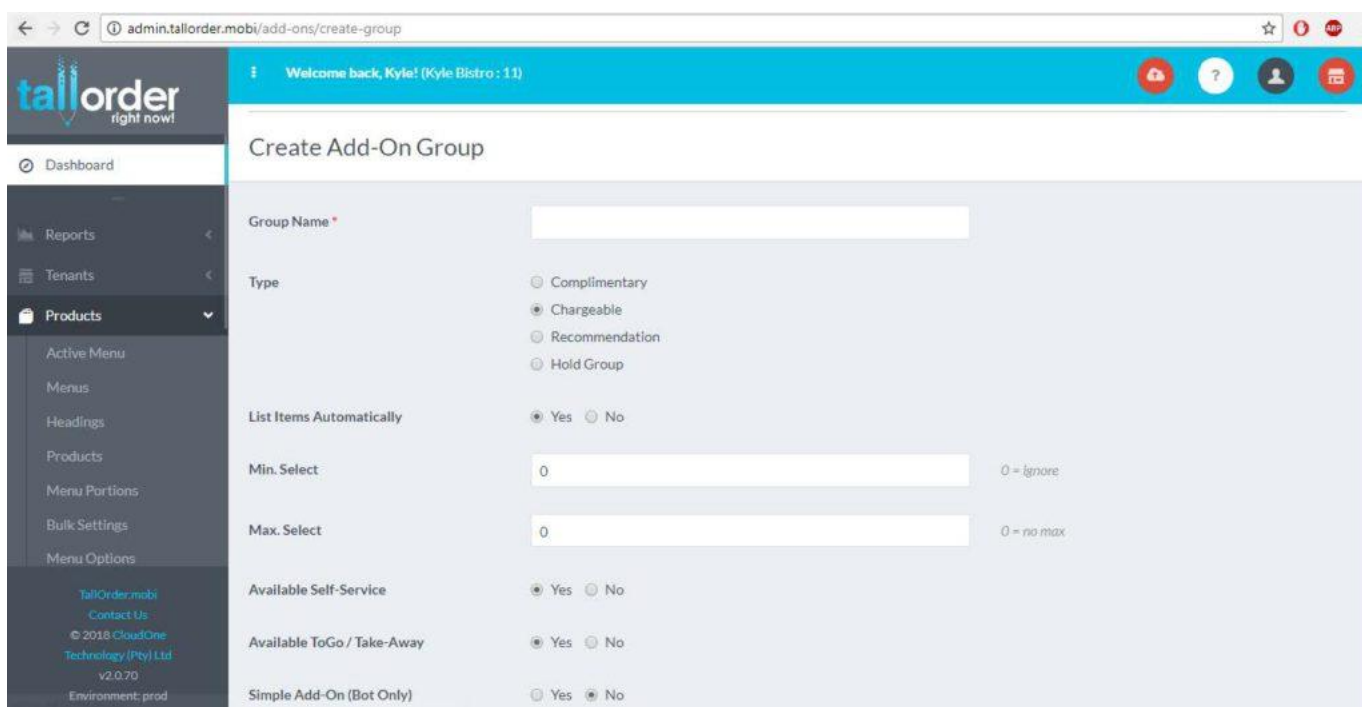 admin.tallorder.mobi/add-ons/create-group
ABP
tallorder
right now!
Welcome back, Kyle! (Kyle Bistro : 11)
?
Create Add-On Group
Dashboard
Reports
Tenants
Products
Active Menu
Menus
Headings
Products
Menu Portions
Bulk Settings
Menu Options
TallOrder.mobi
Contact Us
© 2018 CloudOne
Technology (Pty) Ltd
v2.0.70
Environment: prod
Group Name *
Type
Complimentary
Chargeable
Recommendation
Hold Group
List Items Automatically Yes No
Min. Select 0 0 = Ignore
Max. Select 0 0 = no max
Available Self-Service Yes No
Available ToGo / Take-Away Yes No
Simple Add-On (Bot Only) Yes No